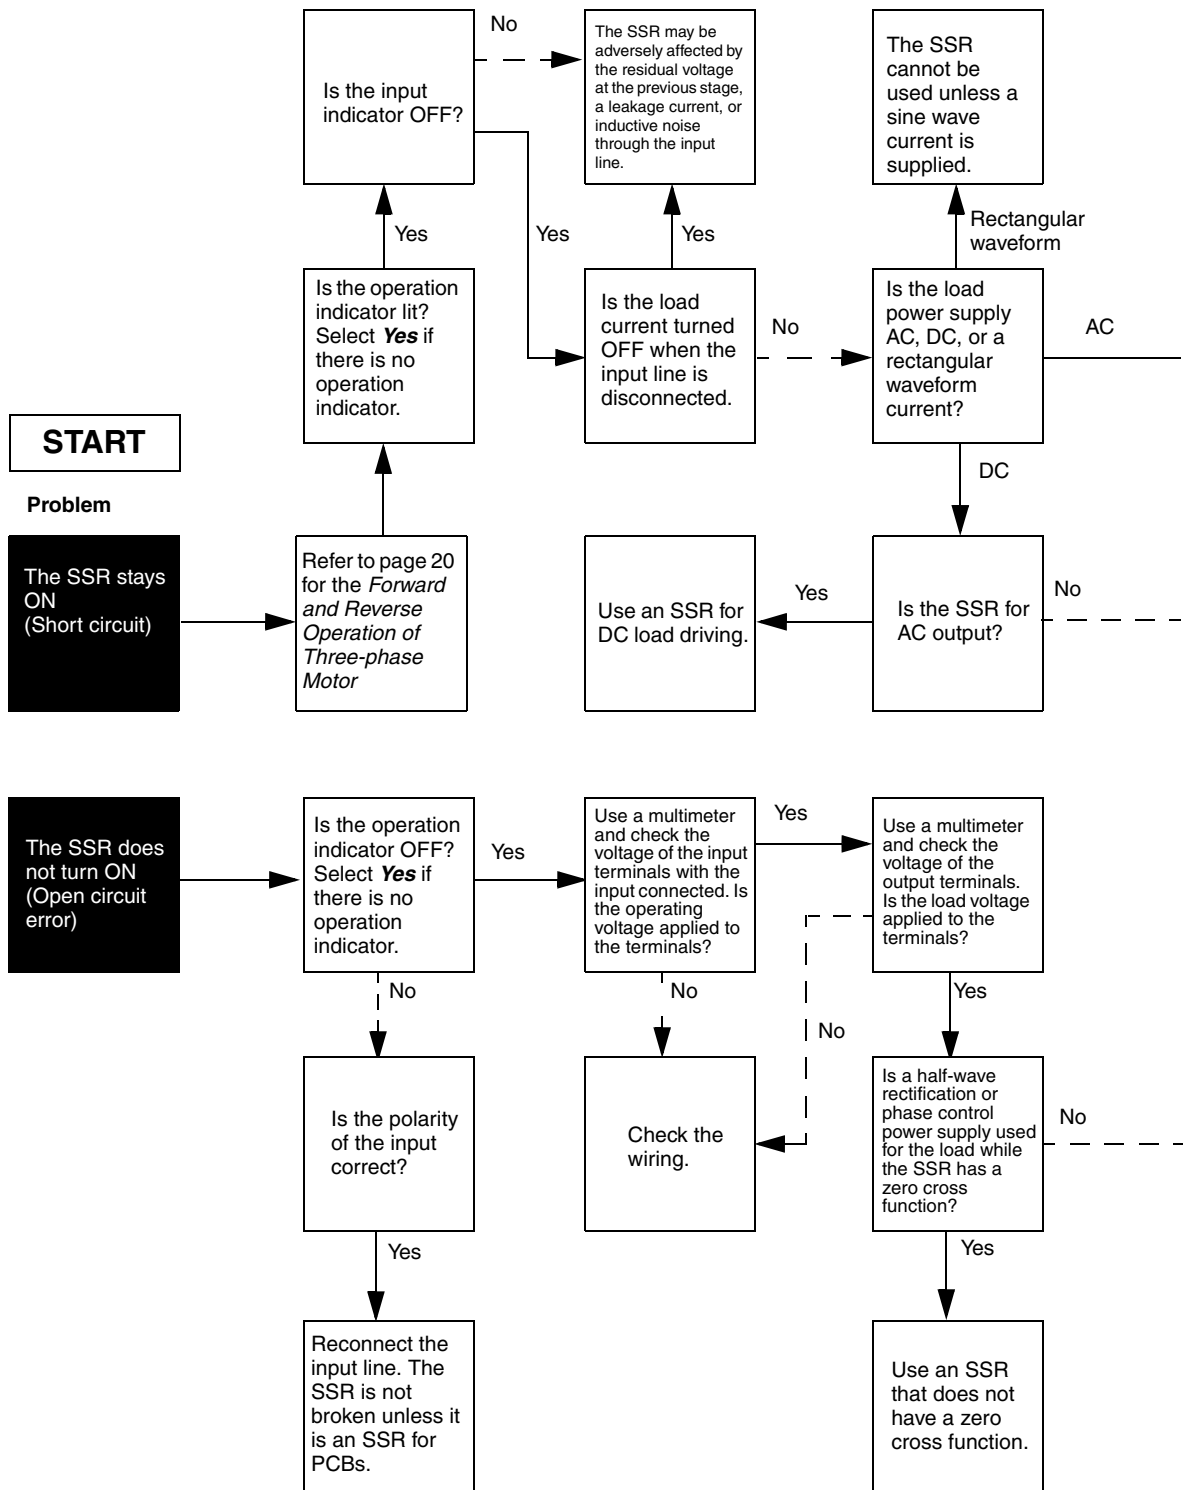 No
Is the input
indicator OFF?
The SSR may be
adversely affected by
the residual voltage
at the previous stage,
a leakage current, or
inductive noise
through the input
line.
The SSR
cannot be
used unless a
sine wave
current is
supplied.
Yes
Yes
Yes
Rectangular
waveform
Is the operation
indicator lit?
Select Yes if
there is no
operation
indicator.
Is the load
current turned
OFF when the
input line is
disconnected.
No
Is the load
power supply
AC, DC, or a
rectangular
waveform
current?
AC
START
Problem
DC
The SSR stays
ON
(Short circuit)
Refer to page 20
for the Forward
and Reverse
Operation of
Three-phase
Motor
Use an SSR for
DC load driving.
Yes
Is the SSR for
AC output?
No
The SSR does
not turn ON
(Open circuit
error)
Is the operation
indicator OFF?
Select Yes if
there is no
operation
indicator.
Yes
Use a multimeter
and check the
voltage of the input
terminals with the
input connected. Is
the operating
voltage applied to
the terminals?
Yes
Use a multimeter
and check the
voltage of the
output terminals.
Is the load voltage
applied to the
terminals?
No
No
No
Yes
Is the polarity
of the input
correct?
Check the
wiring.
Is a half-wave
rectification or
phase control
power supply used
for the load while
the SSR has a
zero cross
function?
No
Yes
Yes
Reconnect the
input line. The
SSR is not
broken unless it
is an SSR for
PCBs.
Use an SSR
that does not
have a zero
cross function.